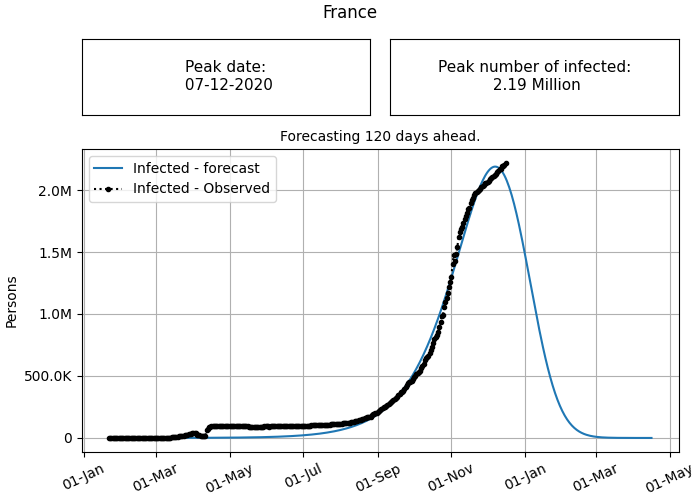 France
Peak date:
07-12-2020
Peak number of infected:
2.19 Million
Forecasting 120 days ahead.
Infected - forecast
Infected - Observed
2.0M
1.5M
1.0M
500.0K
0
Persons
01-Jan
01-Mar
01-May
01-Jul
01-Sep
01-Nov
01-Jan
01-Mar
01-May